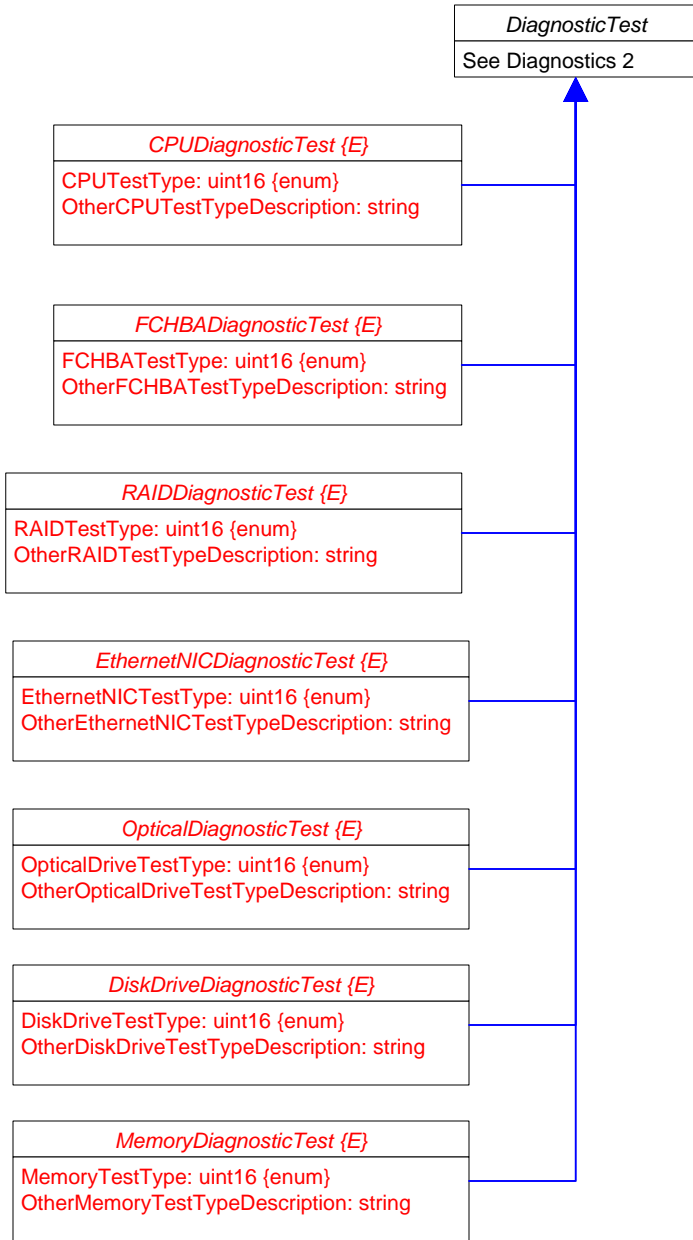 DiagnosticTest
See Diagnostics 2
CPUDiagnosticTest {E}
CPUTestType: uint16 {enum}
OtherCPUTestTypeDescription: string
FCHBADiagnosticTest {E}
FCHBATestType: uint16 {enum}
OtherFCHBATestTypeDescription: string
RAIDDiagnosticTest {E}
RAIDTestType: uint16 {enum}
OtherRAIDTestTypeDescription: string
EthernetNICDiagnosticTest {E}
EthernetNICTestType: uint16 {enum}
OtherEthernetNICTestTypeDescription: string
OpticalDiagnosticTest {E}
OpticalDriveTestType: uint16 {enum}
OtherOpticalDriveTestTypeDescription: string
DiskDriveDiagnosticTest {E}
DiskDriveTestType: uint16 {enum}
OtherDiskDriveTestTypeDescription: string
MemoryDiagnosticTest {E}
MemoryTestType: uint16 {enum}
OtherMemoryTestTypeDescription: string